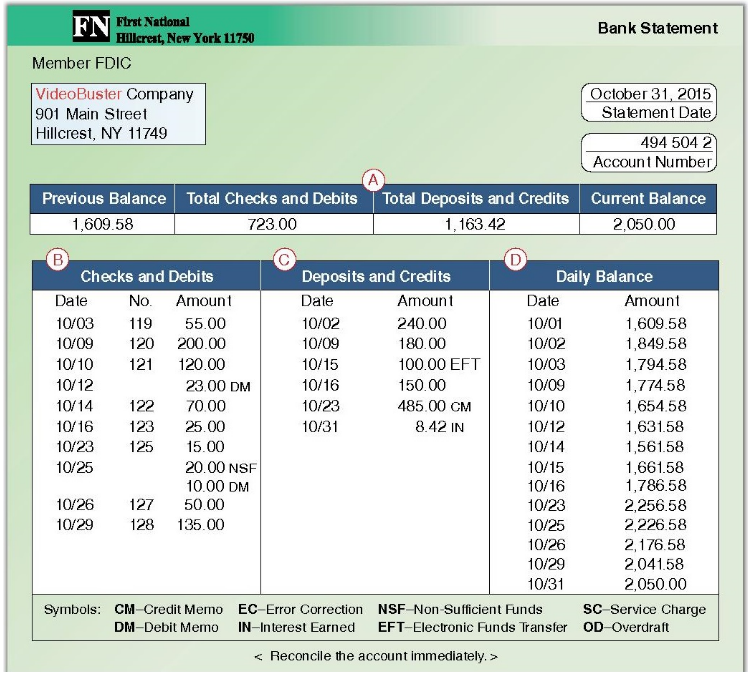 FN First National
Hillcrest, New York 11750
Bank Statement
Member FDIC
VideoBuster Company
901 Main Street
Hillcrest, NY 11749
October 31, 2015
Statement Date
494 504 2
Account Number
A
Previous Balance Total Checks and Debits Total Deposits and Credits Current Balance
1,609.58 723.00 1,163.42 2,050.00
B C D
Checks and Debits Deposits and Credits Daily Balance
Date No. Amount Date Amount Date Amount
10/03 119 55.00 10/02 240.00 10/01 1,609.58
10/09 120 200.00 10/09 180.00 10/02 1,849.58
10/10 121 120.00 10/15 100.00 EFT 10/03 1,794.58
10/12 23.00 DM 10/16 150.00 10/09 1,774.58
10/14 122 70.00 10/23 485.00 CM 10/10 1,654.58
10/16 123 25.00 10/31 8.42 IN 10/12 1,631.58
10/23 125 15.00 10/14 1,561.58
10/25 20.00 NSF 10/15 1,661.58
10.00 DM 10/16 1,786.58
10/26 127 50.00 10/23 2,256.58
10/29 128 135.00 10/25 2,226.58
10/26 2,176.58
10/29 2,041.58
10/31 2,050.00
Symbols: CM–Credit Memo EC–Error Correction NSF–Non-Sufficient Funds SC–Service Charge
DM–Debit Memo IN–Interest Earned EFT–Electronic Funds Transfer OD–Overdraft
< Reconcile the account immediately. >